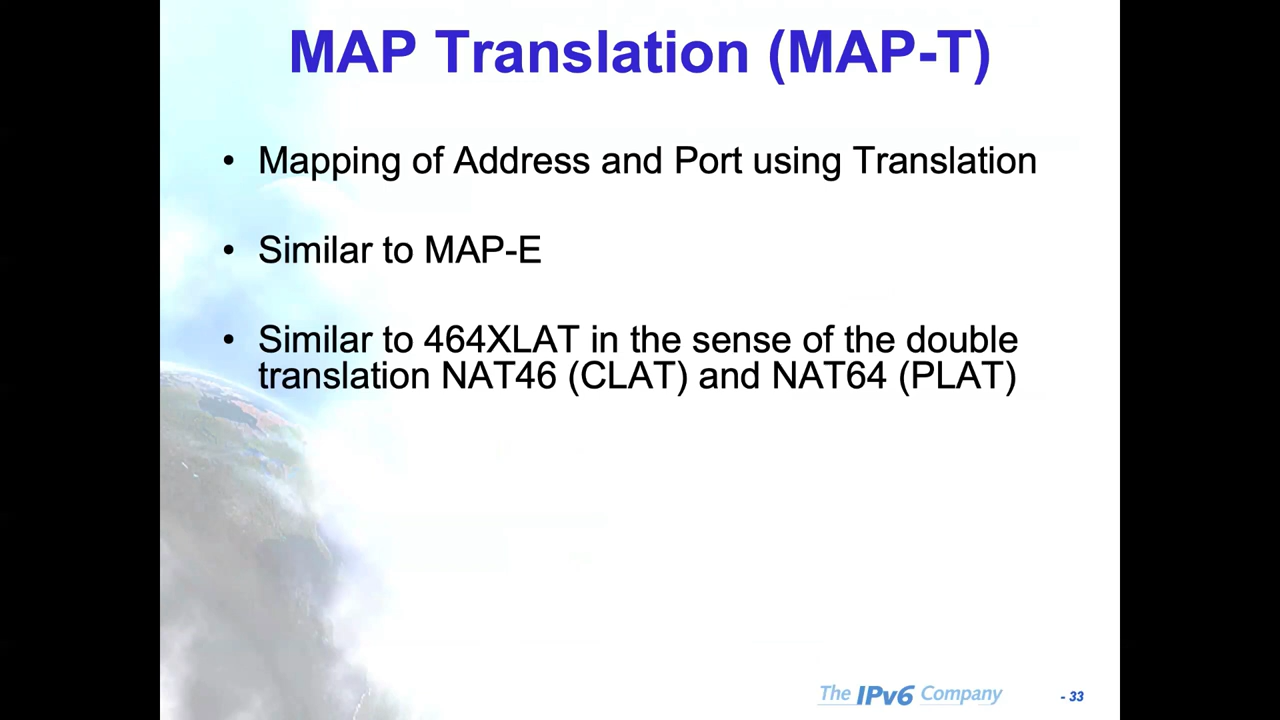 MAP Translation (MAP-T)
• Mapping of Address and Port using Translation
• Similar to MAP-E
• Similar to 464XLAT in the sense of the double
translation NAT46 (CLAT) and NAT64 (PLAT)
The IPv6 Company
- 33